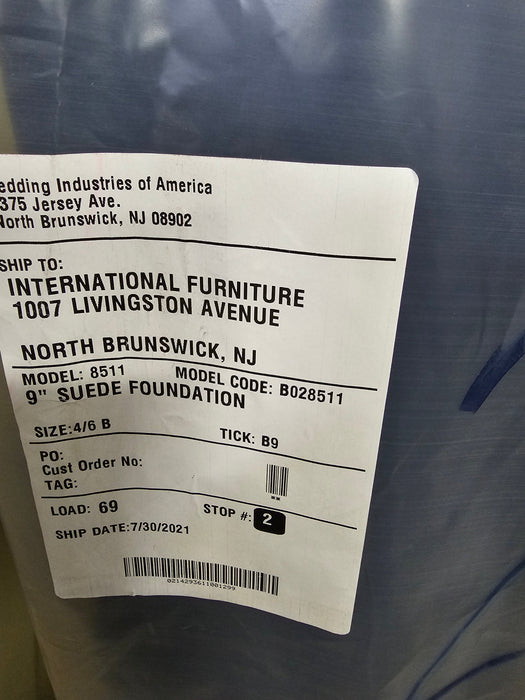 edding Industries of America
375 Jersey Ave.
North Brunswick, NJ 08902
SHIP TO:
INTERNATIONAL FURNITURE
1007 LIVINGSTON AVENUE
NORTH BRUNSWICK, NJ
MODEL: 8511 MODEL CODE: B028511
9" SUEDE FOUNDATION
SIZE:4/6 B TICK: B9
PO:
Cust Order No:
TAG:
LOAD: 69 STOP #: 2
SHIP DATE:7/30/2021